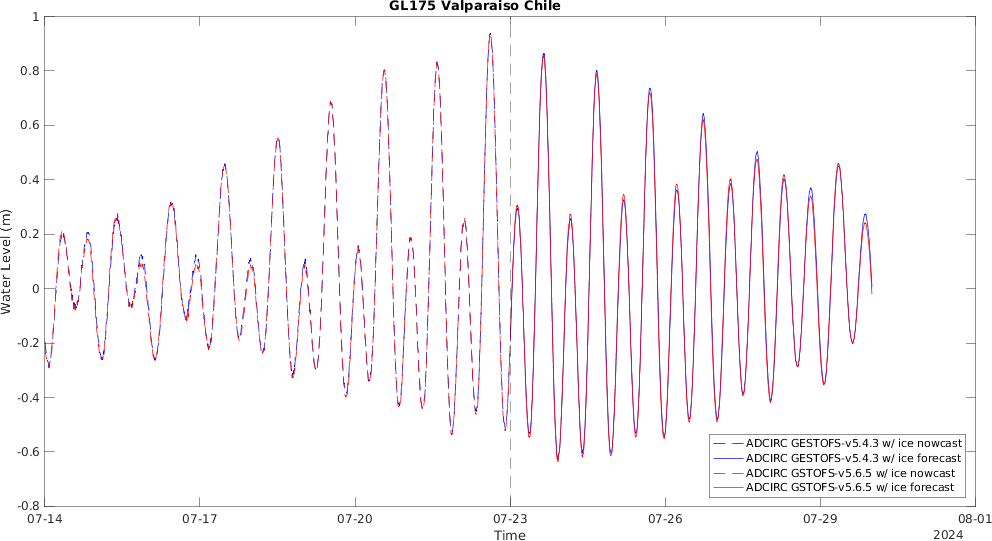 GL175 Valparaiso Chile
Water Level (m)
1
0.8
0.6
0.4
0.2
0
-0.2
-0.4
-0.6
-0.8
ADCIRC GESTOFS-v5.4.3 w/ ice nowcast
ADCIRC GESTOFS-v5.4.3 w/ ice forecast
ADCIRC GSTOFS-v5.6.5 w/ ice nowcast
ADCIRC GSTOFS-v5.6.5 w/ ice forecast
07-14 07-17 07-20 07-23 07-26 07-29 08-01
Time
2024